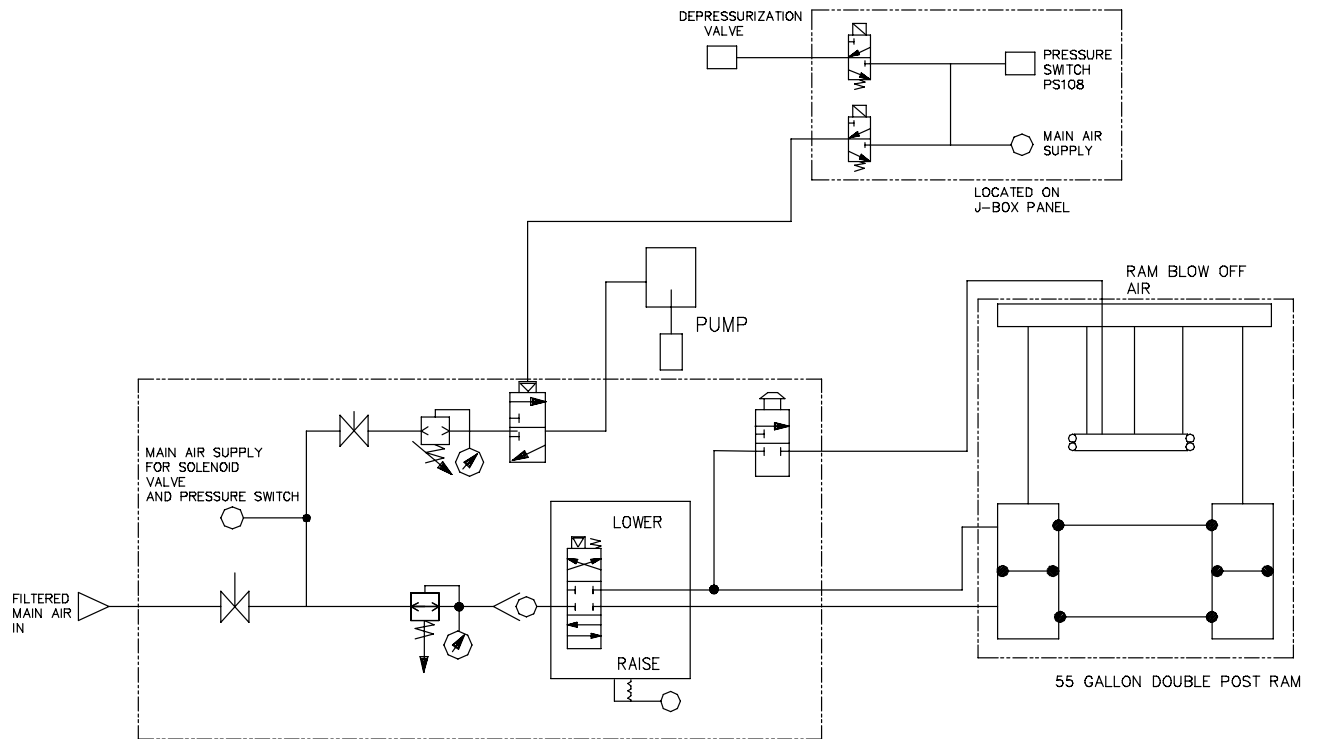 DEPRESSURIZATION
VALVE
PRESSURE
SWITCH
PS108
MAIN AIR
SUPPLY
LOCATED ON
J-BOX PANEL
RAM BLOW OFF
AIR
PUMP
MAIN AIR SUPPLY
FOR SOLENOID
VALVE
AND PRESSURE SWITCH
LOWER
FILTERED
MAIN AIR
IN
RAISE
55 GALLON DOUBLE POST RAM